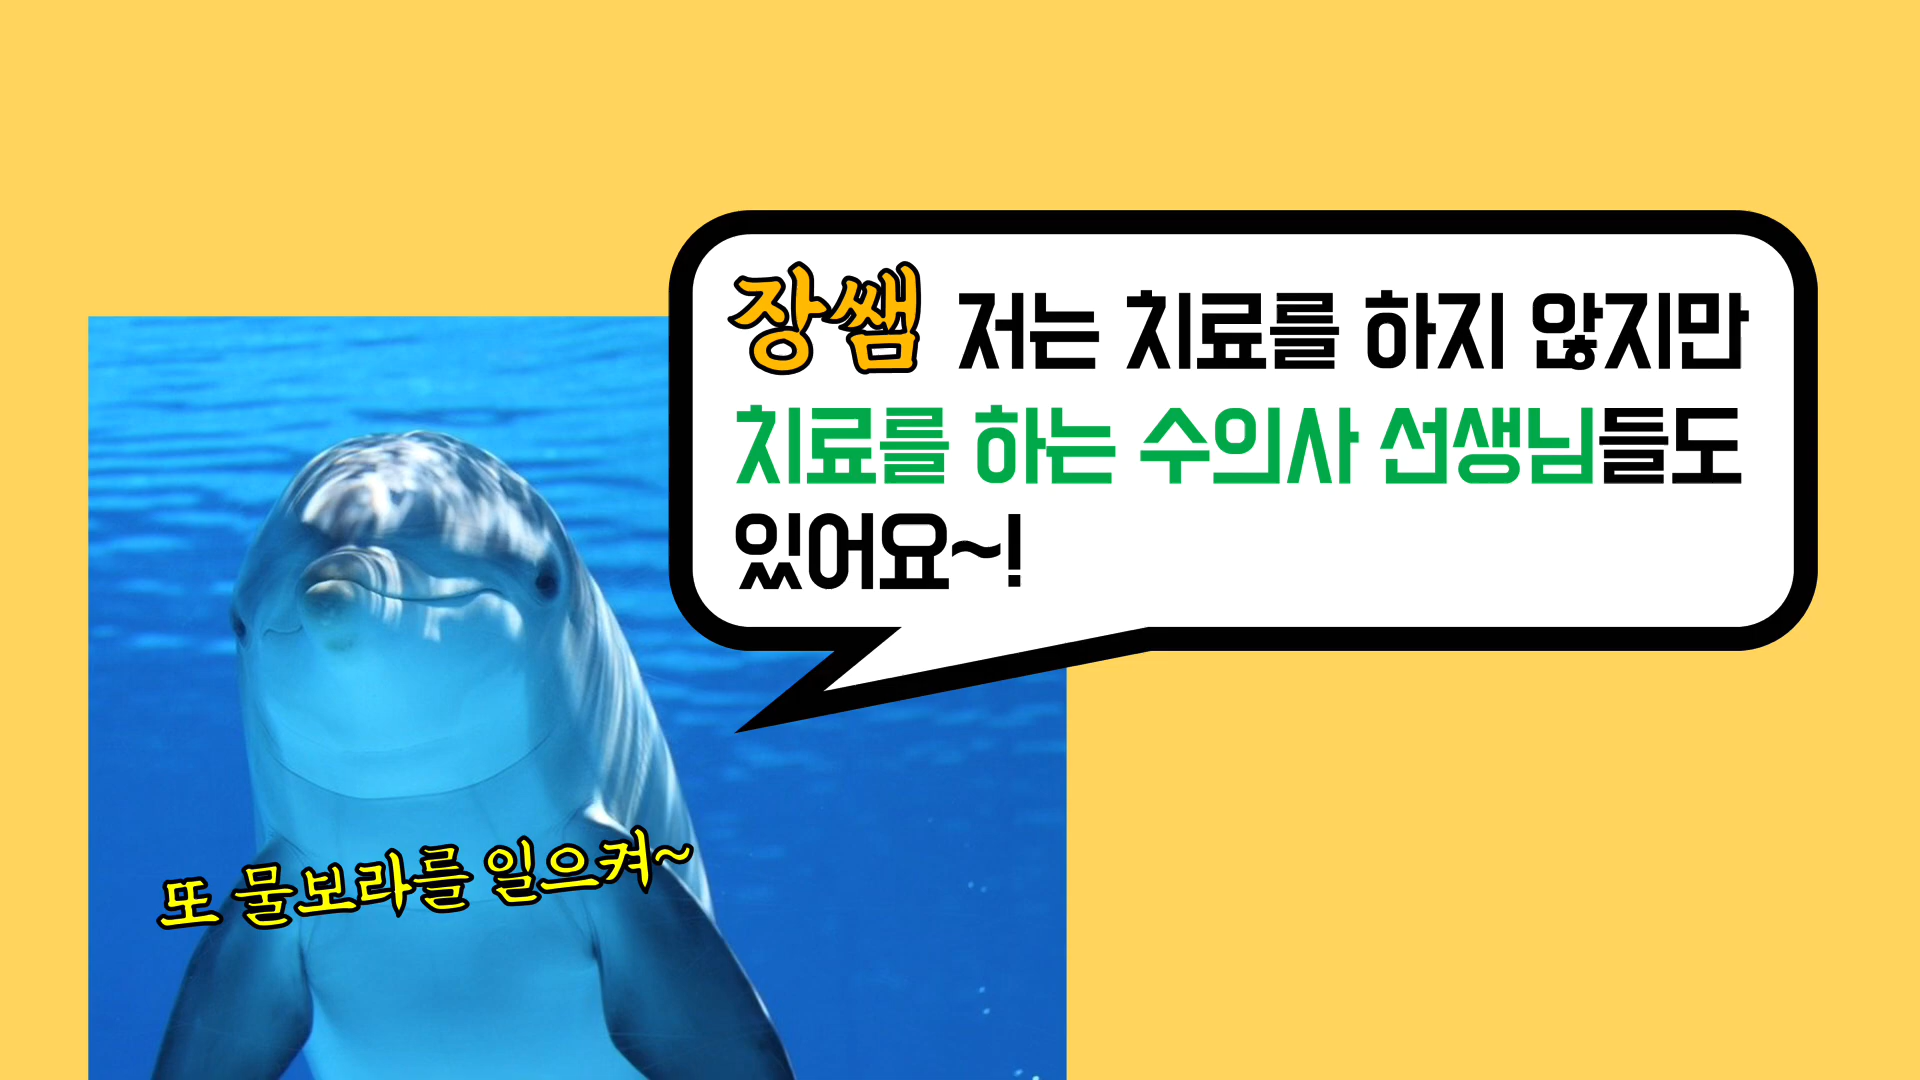 장쌤 저는 치료를 하지 않지만
치료를 하는 수의사 선생님들도
있어요~!
또 물보라를 일으켜~